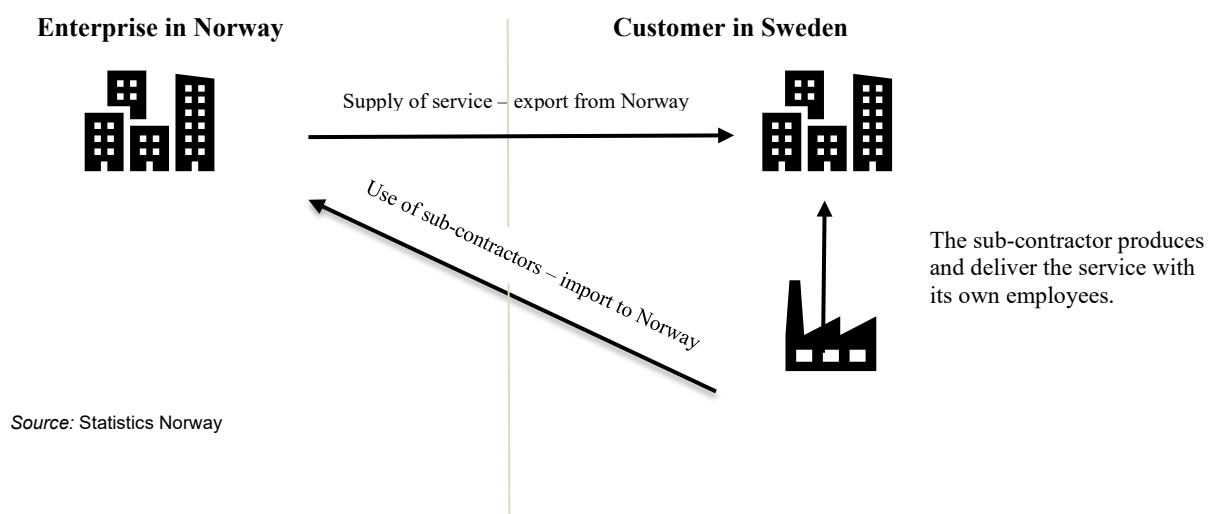 Enterprise in Norway
Customer in Sweden
Supply of service – export from Norway
Use of sub-contractors – import to Norway
The sub-contractor produces
and deliver the service with
its own employees.
Source: Statistics Norway